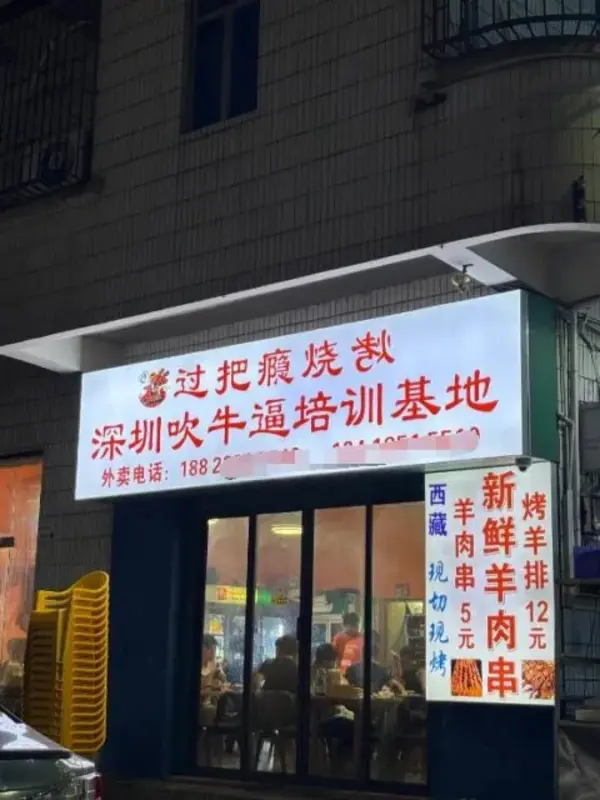 过把瘾烧
深圳吹牛逼培训基地
外卖电话：188 2
新鲜羊肉串
西藏 现切现烤
羊肉串5元
烤羊排12元